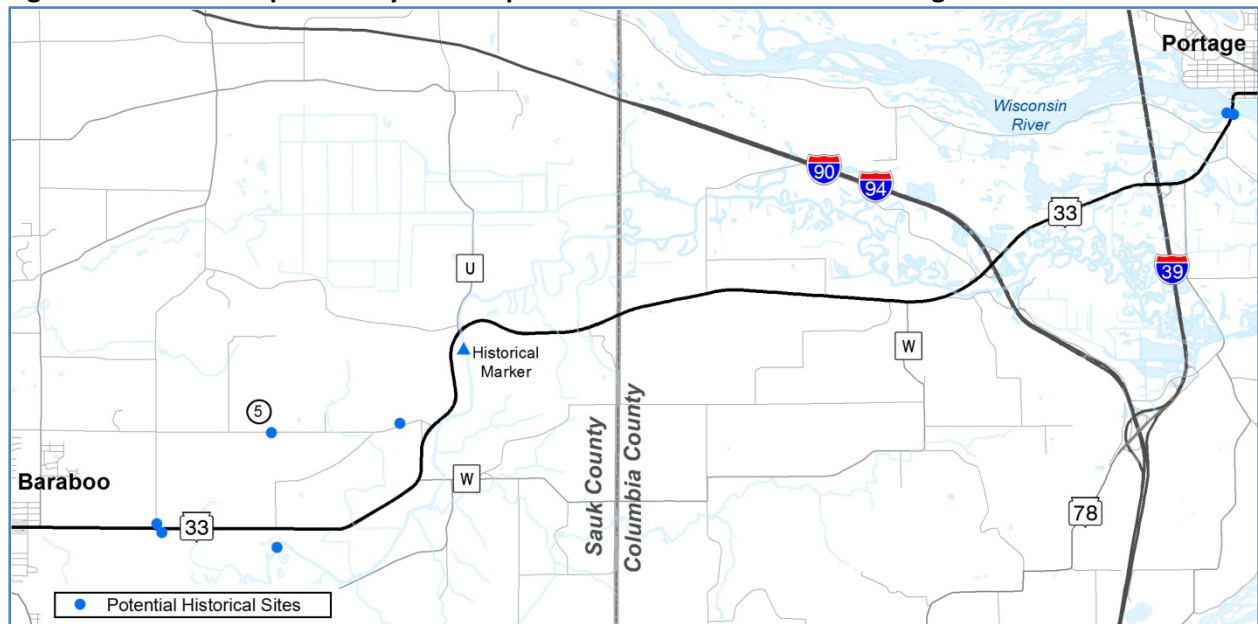 Portage
Wisconsin
River
90
94
33
U
39
Historical
Marker
W
5
Sauk County
Columbia County
Baraboo
W
33
78
Potential Historical Sites